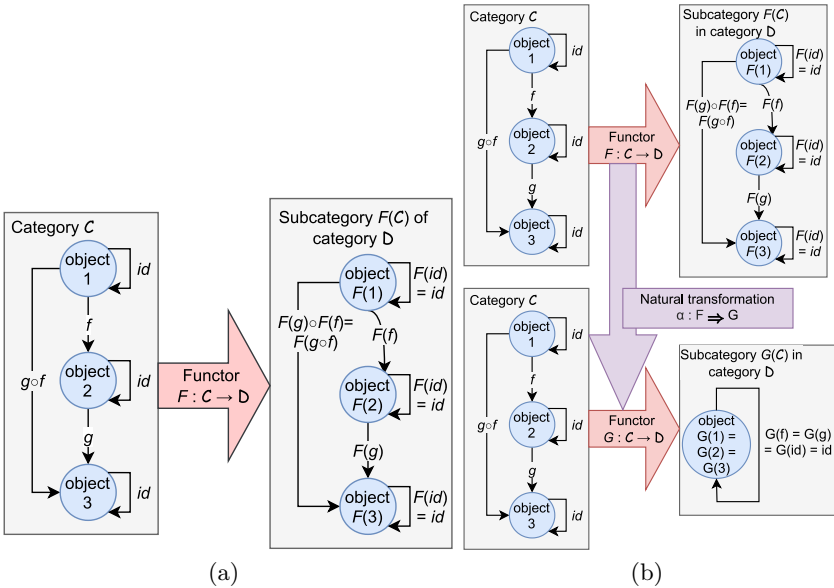 Category C
object
1
id
f
object
2
id
g∘f
g
object
3
id
Functor
F : C → D
Subcategory F(C) of
category D
object
F(1)
F(id)
= id
F(g)∘F(f)=
F(g∘f)
F(f)
object
F(2)
F(id)
= id
F(g)
object
F(3)
F(id)
= id
(a)
Category C
object
1
id
f
g∘f
object
2
id
g
object
3
id
Functor
F : C → D
Subcategory F(C)
in category D
object
F(1)
F(id)
= id
F(g)∘F(f)=
F(g∘f)
F(f)
object
F(2)
F(id)
= id
F(g)
object
F(3)
F(id)
= id
Natural transformation
α : F ⇒ G
Category C
object
1
id
f
g∘f
object
2
id
g
object
3
id
Functor
G : C → D
Subcategory G(C) in
category D
object
G(1) =
G(2) =
G(3)
G(f) = G(g)
= G(id) = id
(b)